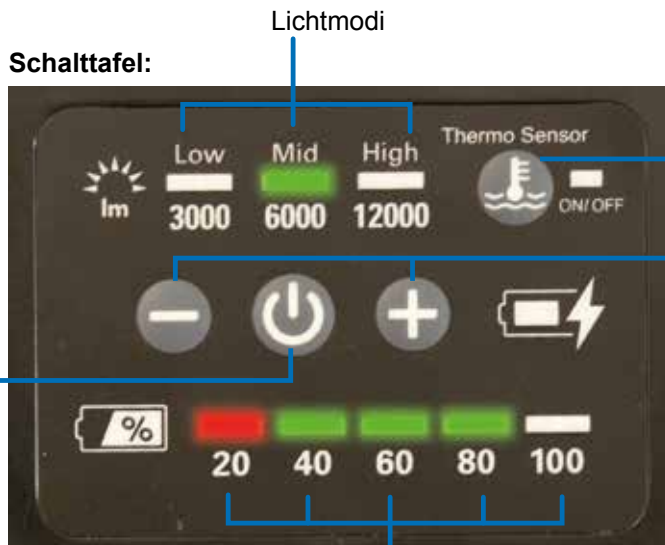 Lichtmodi
Schalttafel:
Low Mid High
Thermo Sensor
lm
3000 6000 12000
ON/OFF
%
20 40 60 80 100